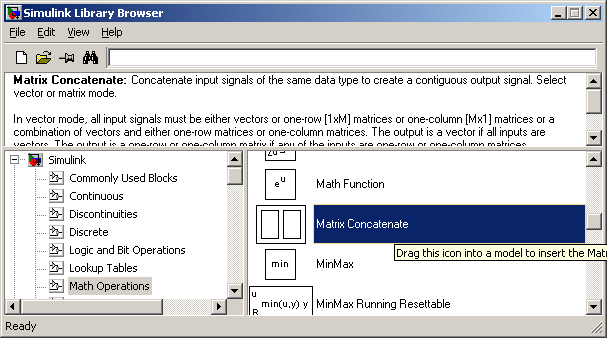 Simulink Library Browser
File Edit View Help
Matrix Concatenate: Concatenate input signals of the same data type to create a contiguous output signal. Select
vector or matrix mode.
In vector mode, all input signals must be either vectors or one-row [1xM] matrices or one-column [Mx1] matrices or a
combination of vectors and either one-row matrices or one-column matrices. The output is a vector if all inputs are
vectors. The output is a one-row or one-column matrix if any of the inputs are one-row or one-column matrices.
Simulink
Commonly Used Blocks
Continuous
Discontinuities
Discrete
Logic and Bit Operations
Lookup Tables
Math Operations
e^u Math Function
Matrix Concatenate
Drag this icon into a model to insert the Matr
min MinMax
u
min(u,y) y MinMax Running Resettable
R
Ready